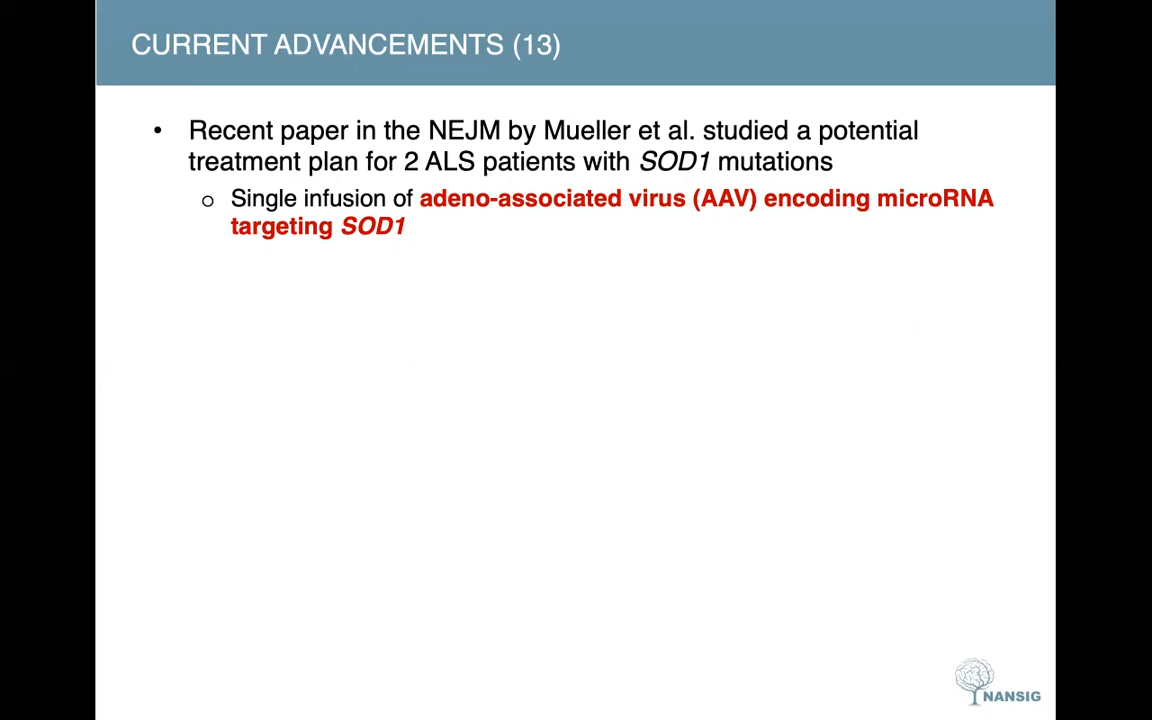 CURRENT ADVANCEMENTS (13)
• Recent paper in the NEJM by Mueller et al. studied a potential
treatment plan for 2 ALS patients with SOD1 mutations
o Single infusion of adeno-associated virus (AAV) encoding microRNA
targeting SOD1
NANSIG